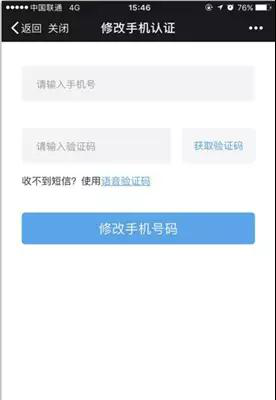 中国联通 4G 15:46 76%
返回 关闭 修改手机认证
请输入手机号
请输入验证码 获取验证码
收不到短信？使用语音验证码
修改手机号码